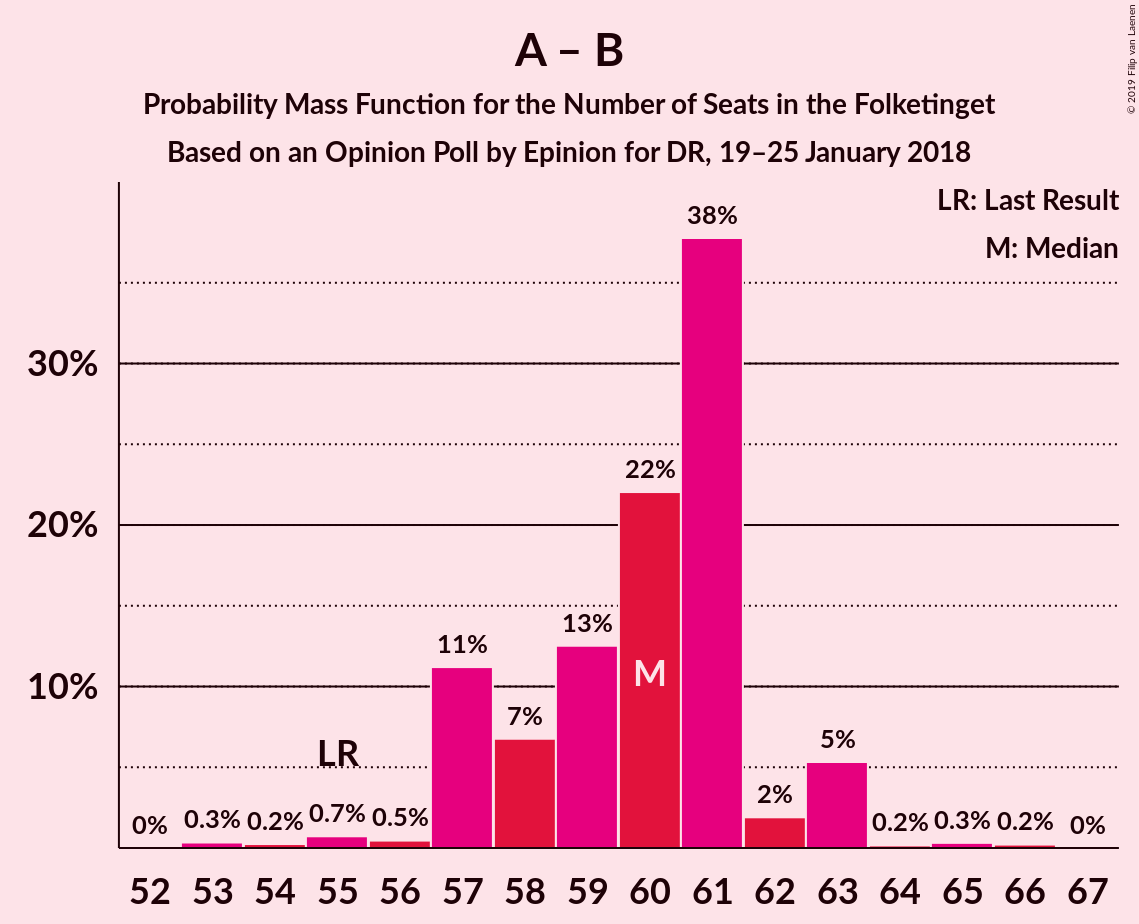 A – B
Probability Mass Function for the Number of Seats in the Folketinget
Based on an Opinion Poll by Epinion for DR, 19–25 January 2018
© 2019 Filip van Laenen
LR: Last Result
M: Median
38%
30%
22%
20%
13%
11%
10%
M
7%
LR
5%
2%
0% 0.3% 0.2% 0.7% 0.5% 0.2% 0.3% 0.2% 0%
52 53 54 55 56 57 58 59 60 61 62 63 64 65 66 67